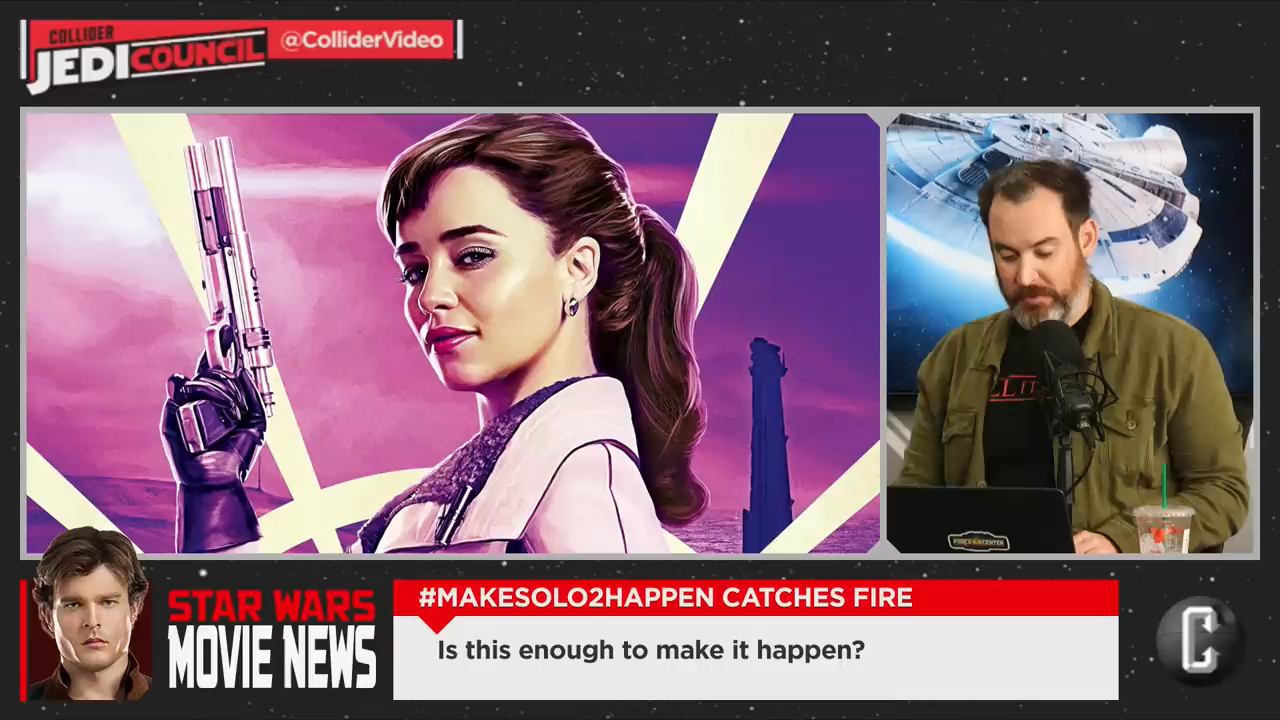 COLLIDER
JEDI COUNCIL
@ColliderVideo
STAR WARS
MOVIE NEWS
#MAKESOLO2HAPPEN CATCHES FIRE
Is this enough to make it happen?